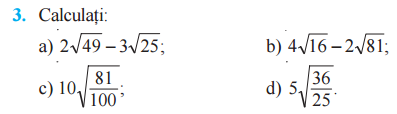 3. Calculați:
a) 2√49 – 3√25; b) 4√16 – 2√81;
c) 10√(81/100); d) 5√(36/25).